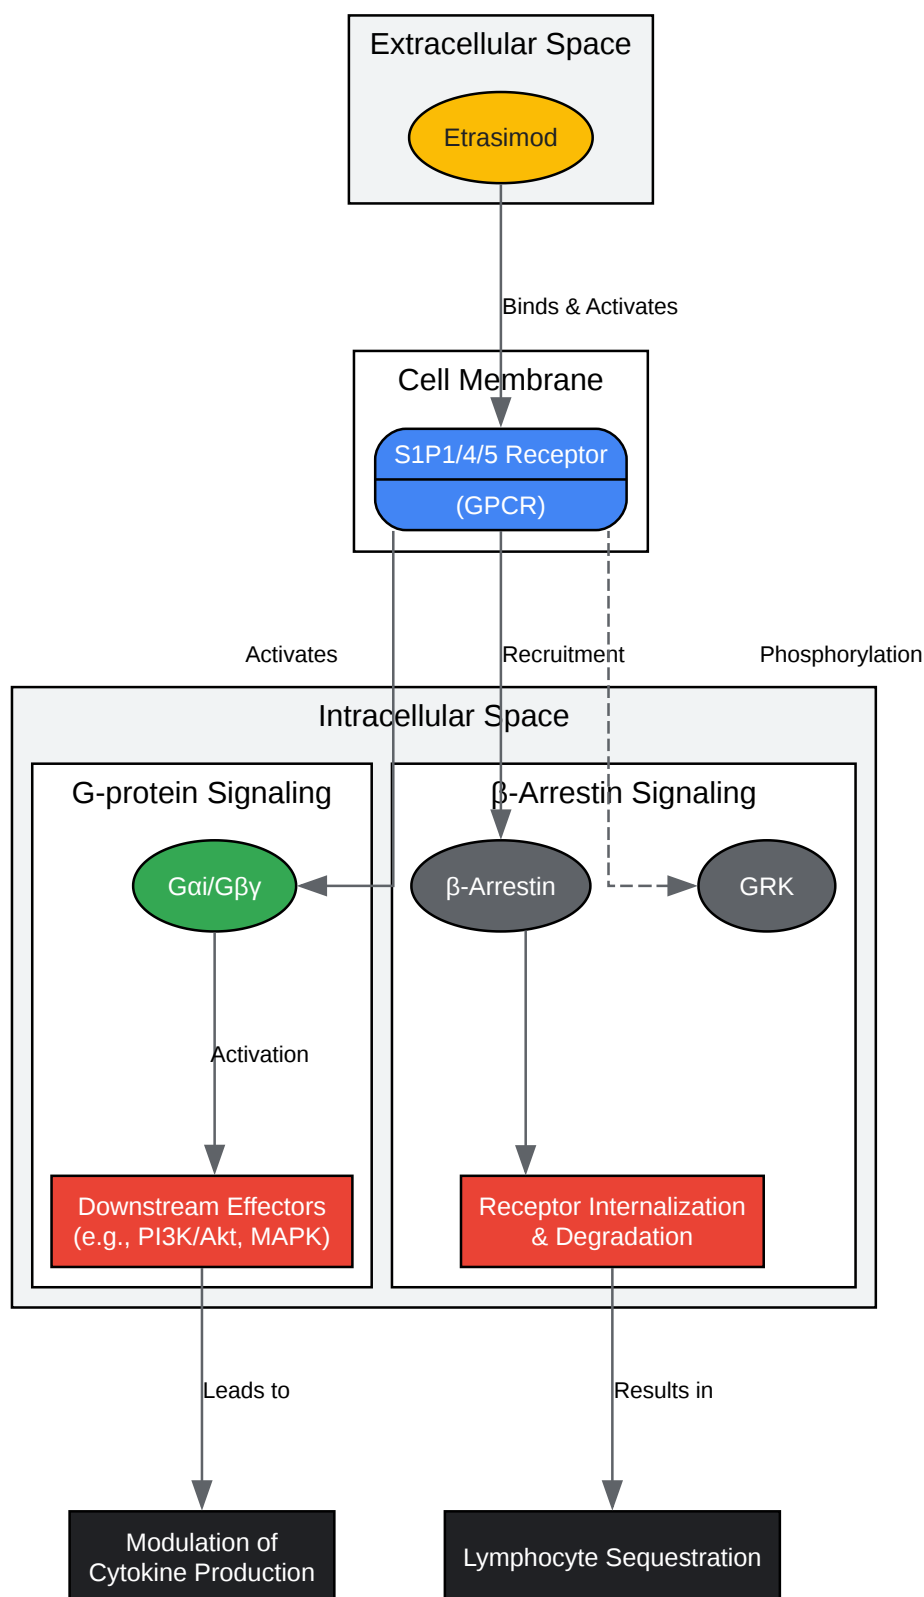 Extracellular Space
Etrasimod
Binds & Activates
Cell Membrane
S1P1/4/5 Receptor
(GPCR)
Activates
Recruitment
Phosphorylation
Intracellular Space
G-protein Signaling
β-Arrestin Signaling
Gαi/Gβγ
β-Arrestin
GRK
Activation
Downstream Effectors
(e.g., PI3K/Akt, MAPK)
Receptor Internalization
& Degradation
Leads to
Results in
Modulation of
Cytokine Production
Lymphocyte Sequestration